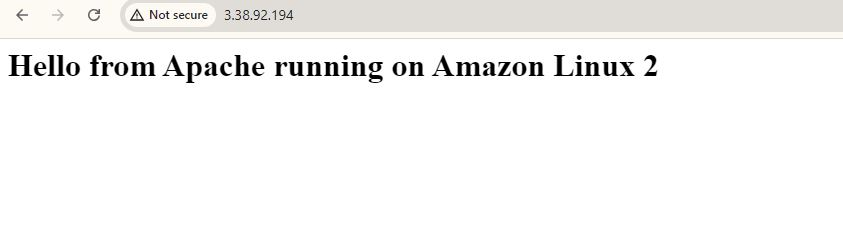 Not secure 3.38.92.194
Hello from Apache running on Amazon Linux 2